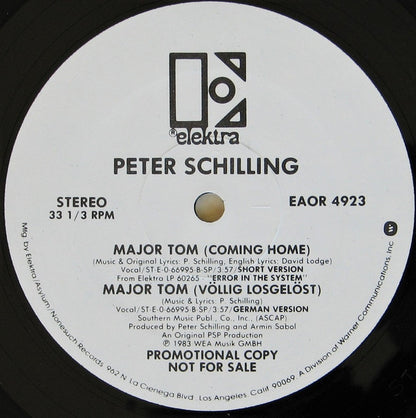 elektra
PETER SCHILLING
STEREO
33 1/3 RPM
EAOR 4923
MAJOR TOM (COMING HOME)
(Music & Original Lyrics: P. Schilling, English Lyrics: David Lodge)
Vocal/ST-E-0-66995-B-SP/3:57/SHORT VERSION
From Elektra LP 60265 "ERROR IN THE SYSTEM"
MAJOR TOM (VÖLLIG LOSGELÖST)
(Music & Lyrics: P. Schilling)
Vocal/ST-E-0-66995-B SP/3:57/GERMAN VERSION
Southern Music Publ., Co., Inc., (ASCAP)
Produced by Peter Schilling and Armin Sabol
An Original PSP Production
℗ 1983 WEA Musik GMBH
PROMOTIONAL COPY
NOT FOR SALE
Mfg by Elektra/Asylum/Nonesuch Records 962 N. La Cienega Blvd Los Angeles, Calif. 90069. A Division of Warner Communications, Inc